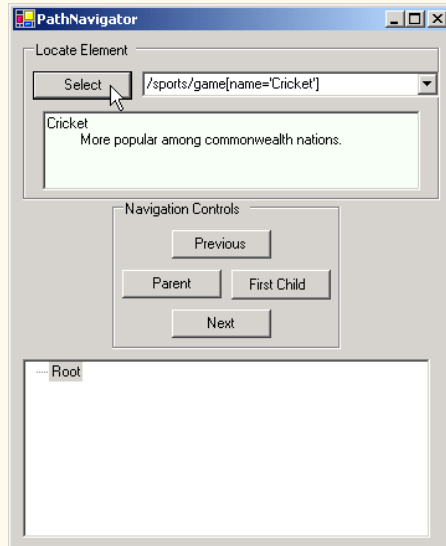 PathNavigator
Locate Element
Select
/sports/game[name='Cricket']
Cricket
More popular among commonwealth nations.
Navigation Controls
Previous
Parent First Child
Next
Root